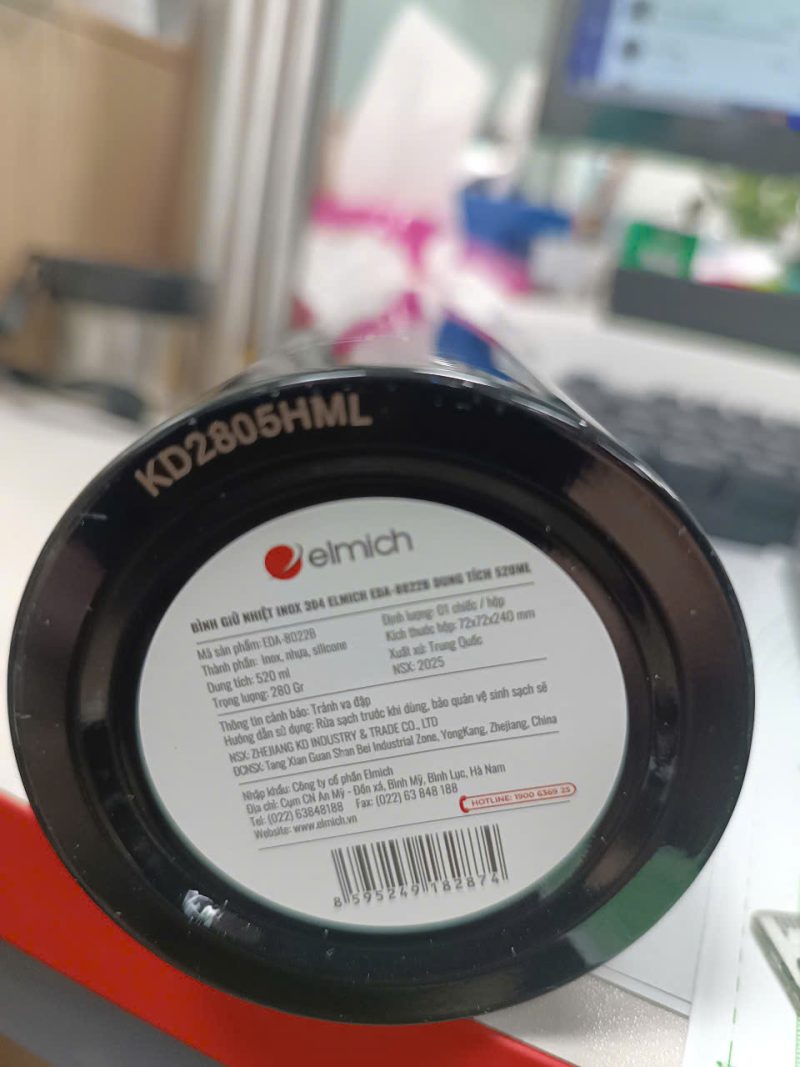 KD2805HML
elmich
BÌNH GIỮ NHIỆT INOX 304 ELMICH EDA-8022B DUNG TÍCH 520ML
Mã sản phẩm: EDA-8022B
Thành phần: Inox, nhựa, silicone
Dung tích: 520 ml
Trọng lượng: 280 Gr
Định lượng: 01 chiếc / hộp
Kích thước hộp: 72x72x240 mm
Xuất xứ: Trung Quốc
NSX: 2025
Thông tin cảnh báo: Tránh va đập
Hướng dẫn sử dụng: Rửa sạch trước khi dùng, bảo quản vệ sinh sạch sẽ
NSX: ZHEJIANG KD INDUSTRY & TRADE CO., LTD
DCNSX: Tang Xian Guan Shan Bei Industrial Zone, YongKang, Zhejiang, China
Nhập khẩu: Công ty cổ phần Elmich
Địa chỉ: Cụm CN An Mỹ - Đồn xá, Bình Mỹ, Bình Lục, Hà Nam
Tel: (022) 63848188 Fax: (022) 63 848 188
Website: www.elmich.vn
HOTLINE: 1900 6369 25
8 595249 182874